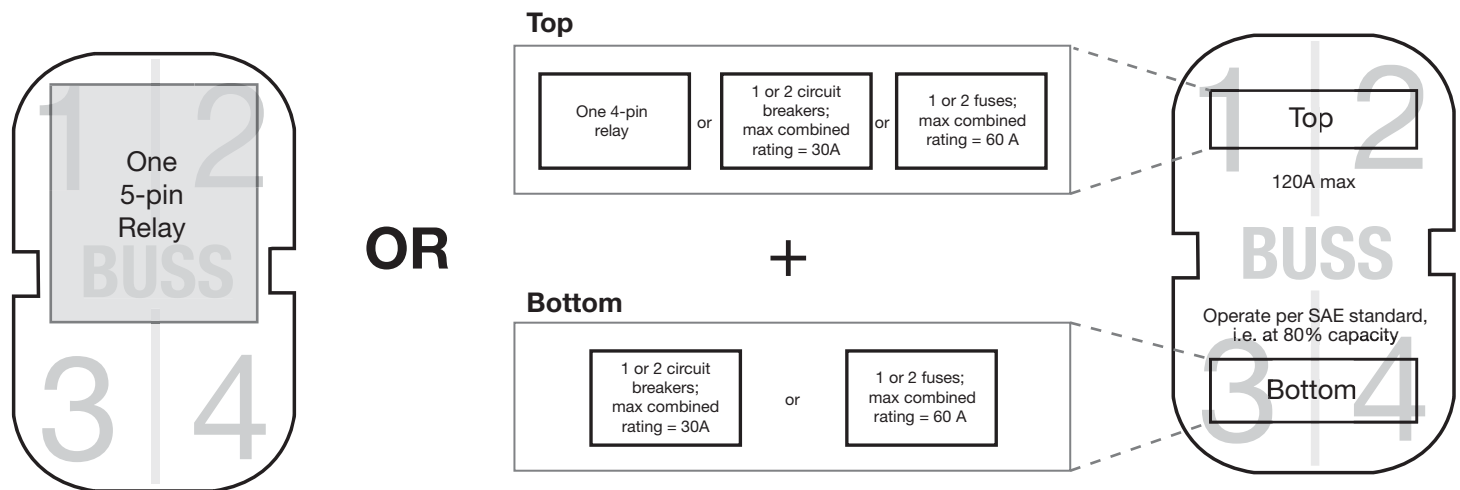 1 2
One
5-pin
Relay
BUSS
3 4
OR
Top
One 4-pin
relay
or
1 or 2 circuit
breakers;
max combined
rating = 30A
or
1 or 2 fuses;
max combined
rating = 60 A
+
Bottom
1 or 2 circuit
breakers;
max combined
rating = 30A
or
1 or 2 fuses;
max combined
rating = 60 A
1 2
Top
120A max
BUSS
Operate per SAE standard,
i.e. at 80% capacity
3 4
Bottom